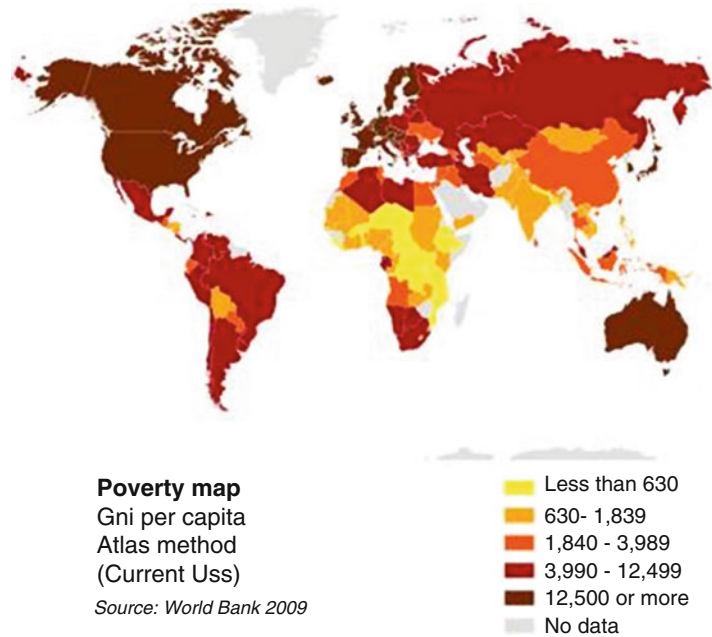 Poverty map
Gni per capita
Atlas method
(Current Uss)
Source: World Bank 2009
Less than 630
630- 1,839
1,840 - 3,989
3,990 - 12,499
12,500 or more
No data